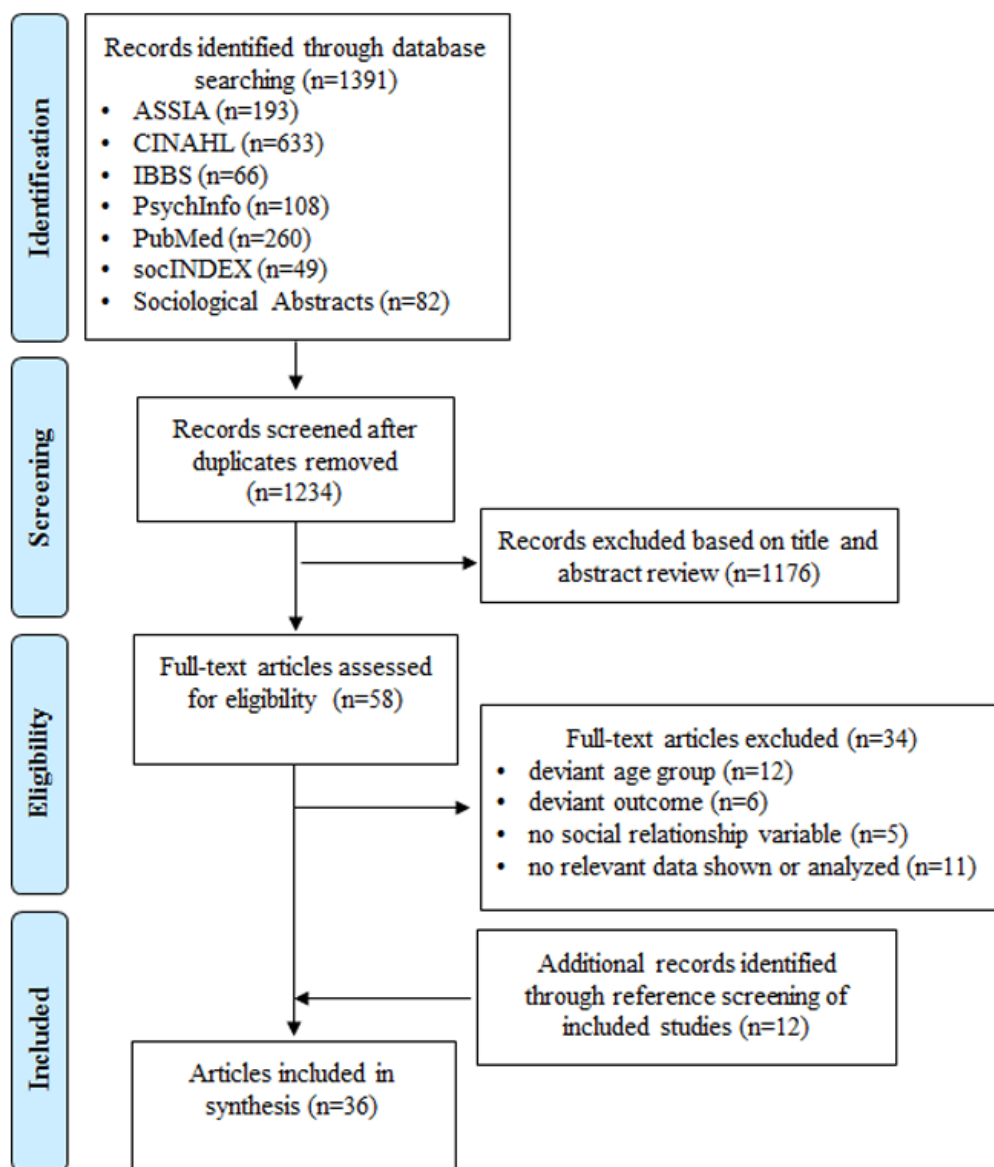 Identification
Records identified through database
searching (n=1391)
• ASSIA (n=193)
• CINAHL (n=633)
• IBBS (n=66)
• PsychInfo (n=108)
• PubMed (n=260)
• socINDEX (n=49)
• Sociological Abstracts (n=82)
Screening
Records screened after
duplicates removed
(n=1234)
Records excluded based on title and
abstract review (n=1176)
Eligibility
Full-text articles assessed
for eligibility (n=58)
Full-text articles excluded (n=34)
• deviant age group (n=12)
• deviant outcome (n=6)
• no social relationship variable (n=5)
• no relevant data shown or analyzed (n=11)
Included
Additional records identified
through reference screening of
included studies (n=12)
Articles included in
synthesis (n=36)